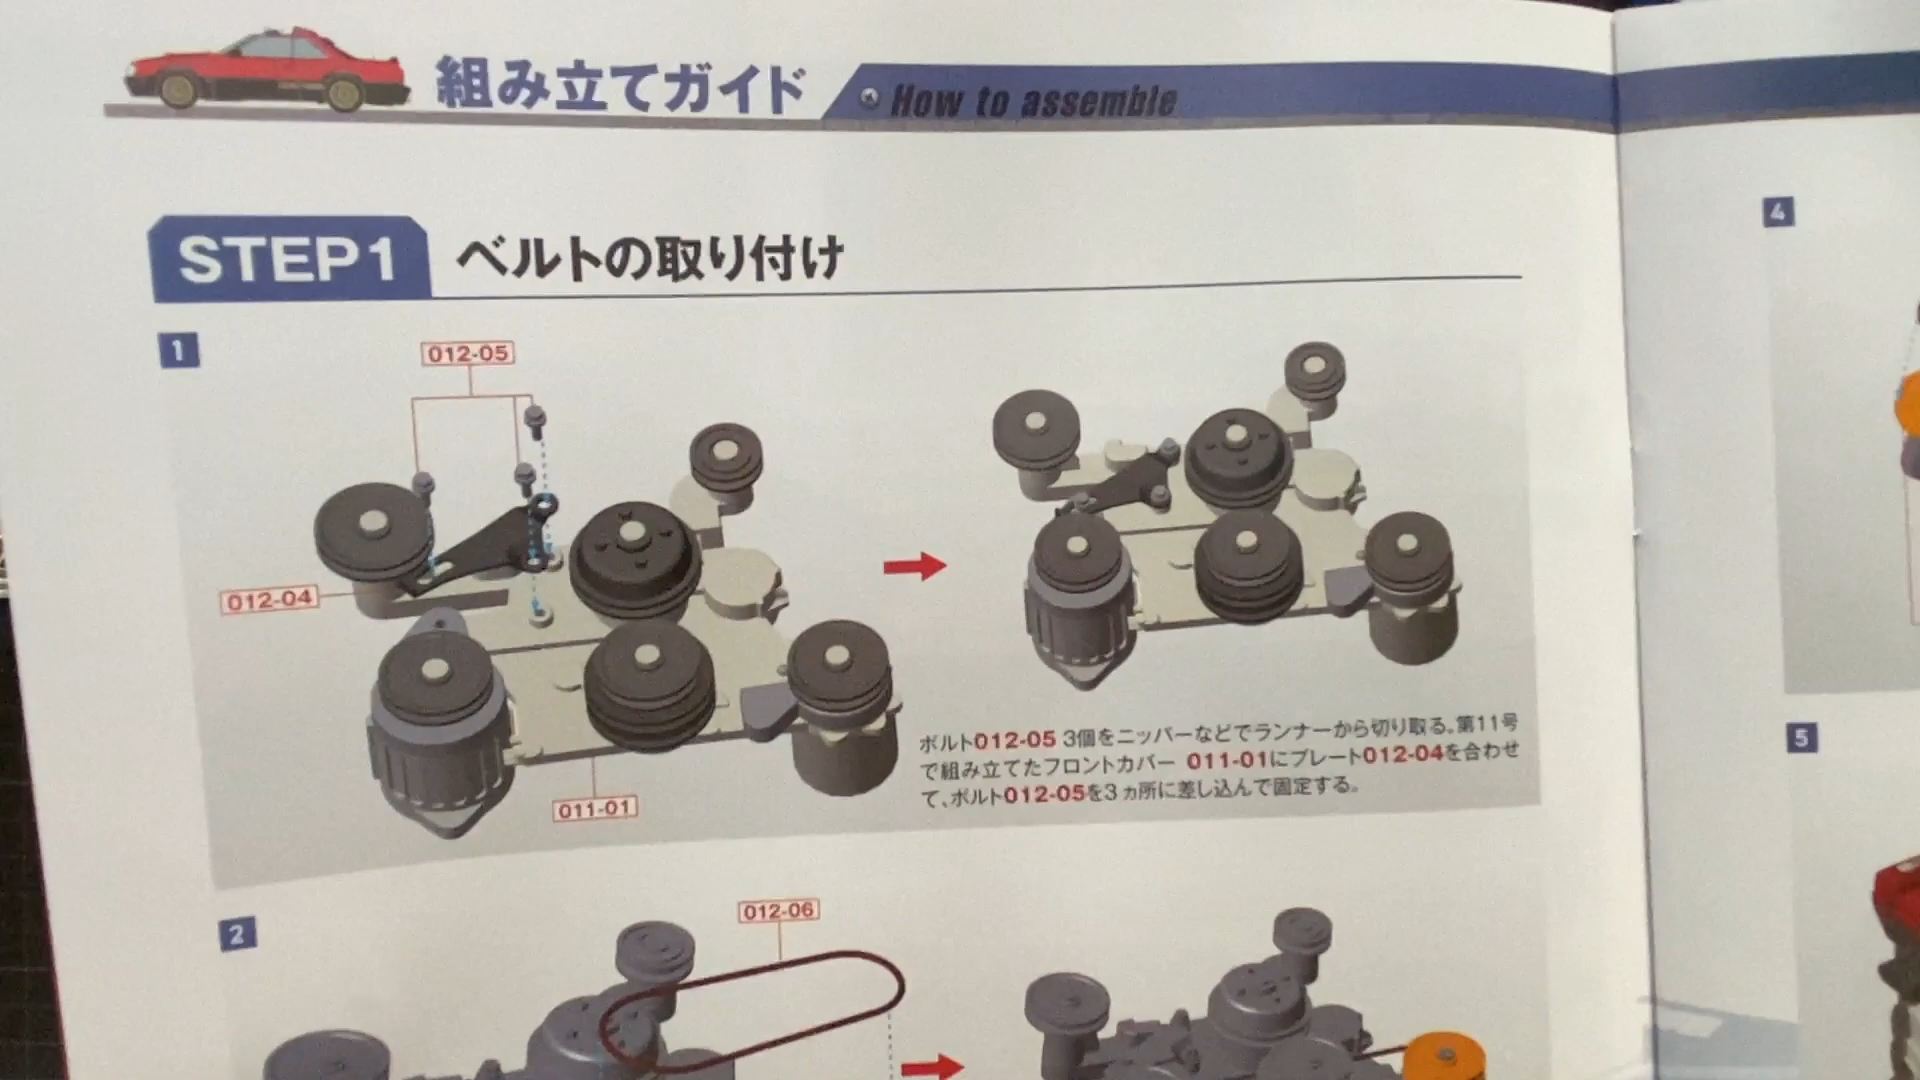 組み立てガイド
How to assemble
STEP1 ベルトの取り付け
1
012-05
012-04
011-01
ボルト012-05 3個をニッパーなどでランナーから切り取る。第11号
で組み立てたフロントカバー 011-01にプレート012-04を合わせ
て、ボルト012-05を3ヵ所に差し込んで固定する。
2
012-06
4
5